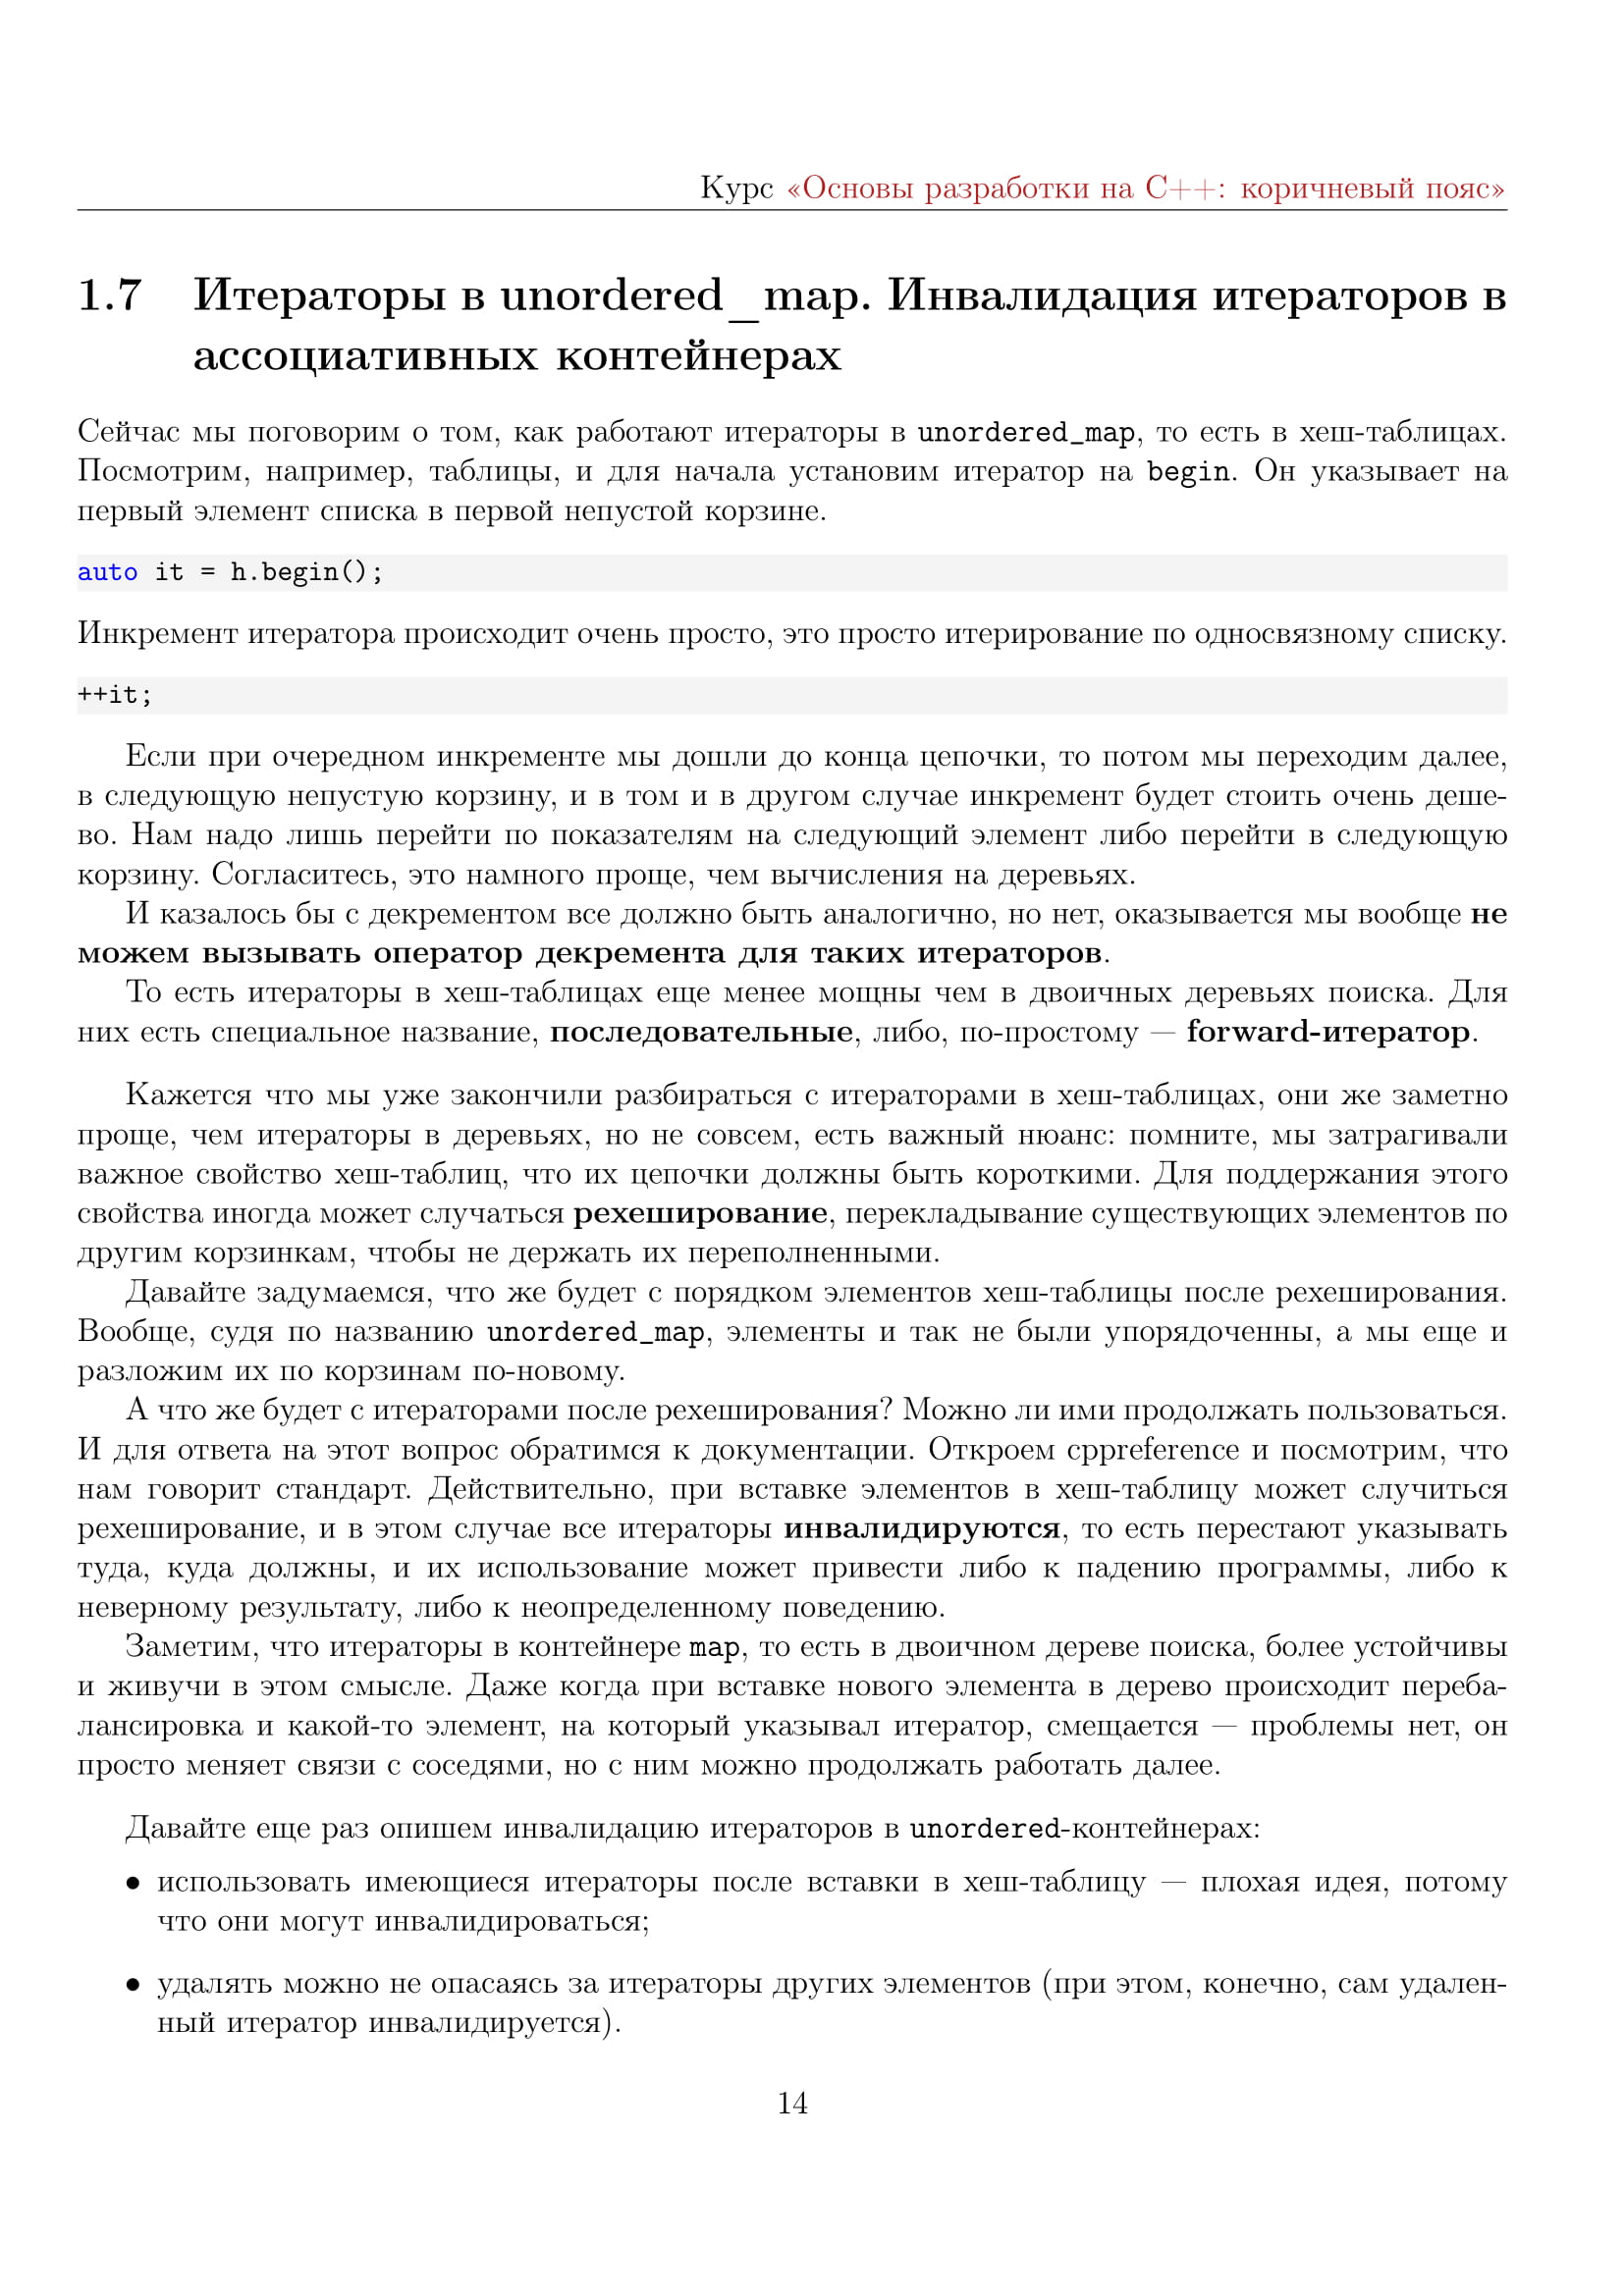 Курс «Основы разработки на C++: коричневый пояс»
1.7 Итераторы в unordered_map. Инвалидация итераторов в
ассоциативных контейнерах
Сейчас мы поговорим о том, как работают итераторы в unordered_map, то есть в хеш-таблицах.
Посмотрим, например, таблицы, и для начала установим итератор на begin. Он указывает на
первый элемент списка в первой непустой корзине.
auto it = h.begin();
Инкремент итератора происходит очень просто, это просто итерирование по односвязному списку.
++it;
Если при очередном инкременте мы дошли до конца цепочки, то потом мы переходим далее,
в следующую непустую корзину, и в том и в другом случае инкремент будет стоить очень деше-
во. Нам надо лишь перейти по показателям на следующий элемент либо перейти в следующую
корзину. Согласитесь, это намного проще, чем вычисления на деревьях.
И казалось бы с декрементом все должно быть аналогично, но нет, оказывается мы вообще не
можем вызывать оператор декремента для таких итераторов.
То есть итераторы в хеш-таблицах еще менее мощны чем в двоичных деревьях поиска. Для
них есть специальное название, последовательные, либо, по-простому — forward-итератор.
Кажется что мы уже закончили разбираться с итераторами в хеш-таблицах, они же заметно
проще, чем итераторы в деревьях, но не совсем, есть важный нюанс: помните, мы затрагивали
важное свойство хеш-таблиц, что их цепочки должны быть короткими. Для поддержания этого
свойства иногда может случаться рехеширование, перекладывание существующих элементов по
другим корзинкам, чтобы не держать их переполненными.
Давайте задумаемся, что же будет с порядком элементов хеш-таблицы после рехеширования.
Вообще, судя по названию unordered_map, элементы и так не были упорядоченны, а мы еще и
разложим их по корзинам по-новому.
А что же будет с итераторами после рехеширования? Можно ли ими продолжать пользоваться.
И для ответа на этот вопрос обратимся к документации. Откроем cppreference и посмотрим, что
нам говорит стандарт. Действительно, при вставке элементов в хеш-таблицу может случиться
рехеширование, и в этом случае все итераторы инвалидируются, то есть перестают указывать
туда, куда должны, и их использование может привести либо к падению программы, либо к
неверному результату, либо к неопределенному поведению.
Заметим, что итераторы в контейнере map, то есть в двоичном дереве поиска, более устойчивы
и живучи в этом смысле. Даже когда при вставке нового элемента в дерево происходит переба-
лансировка и какой-то элемент, на который указывал итератор, смещается — проблемы нет, он
просто меняет связи с соседями, но с ним можно продолжать работать далее.
Давайте еще раз опишем инвалидацию итераторов в unordered-контейнерах:
• использовать имеющиеся итераторы после вставки в хеш-таблицу — плохая идея, потому
что они могут инвалидироваться;
• удалять можно не опасаясь за итераторы других элементов (при этом, конечно, сам удален-
ный итератор инвалидируется).
14